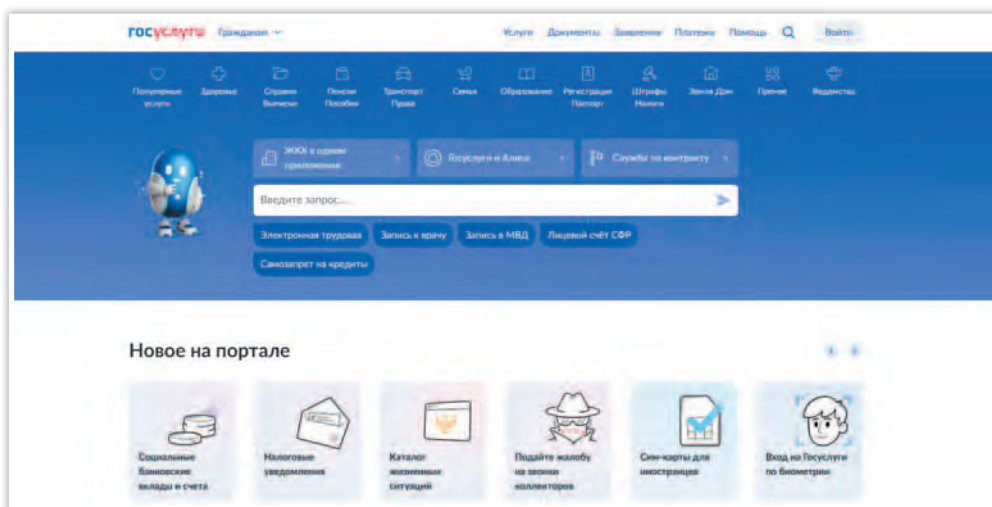 госуслуги Гражданам
Услуги Документы Заявления Платежи Помощь Войти
Популярные
услуги
Здоровье
Справки
Выписки
Пенсии
Пособия
Транспорт
Права
Семья
Образование
Регистрация
Паспорт
Штрафы
Налоги
Земля Дом
Прочее
Ведомства
ЖКХ в одном
приложении
Госуслуги и Алиса
Служба по контракту
Введите запрос...
Электронная трудовая
Запись к врачу
Запись в МВД
Лицевой счёт СФР
Самозапрет на кредиты
Новое на портале
Социальные
банковские
вклады и счета
Налоговые
уведомления
Каталог
жизненных
ситуаций
Подайте жалобу
на звонки
коллекторов
Сим-карты для
иностранцев
Вход на Госуслуги
по биометрии